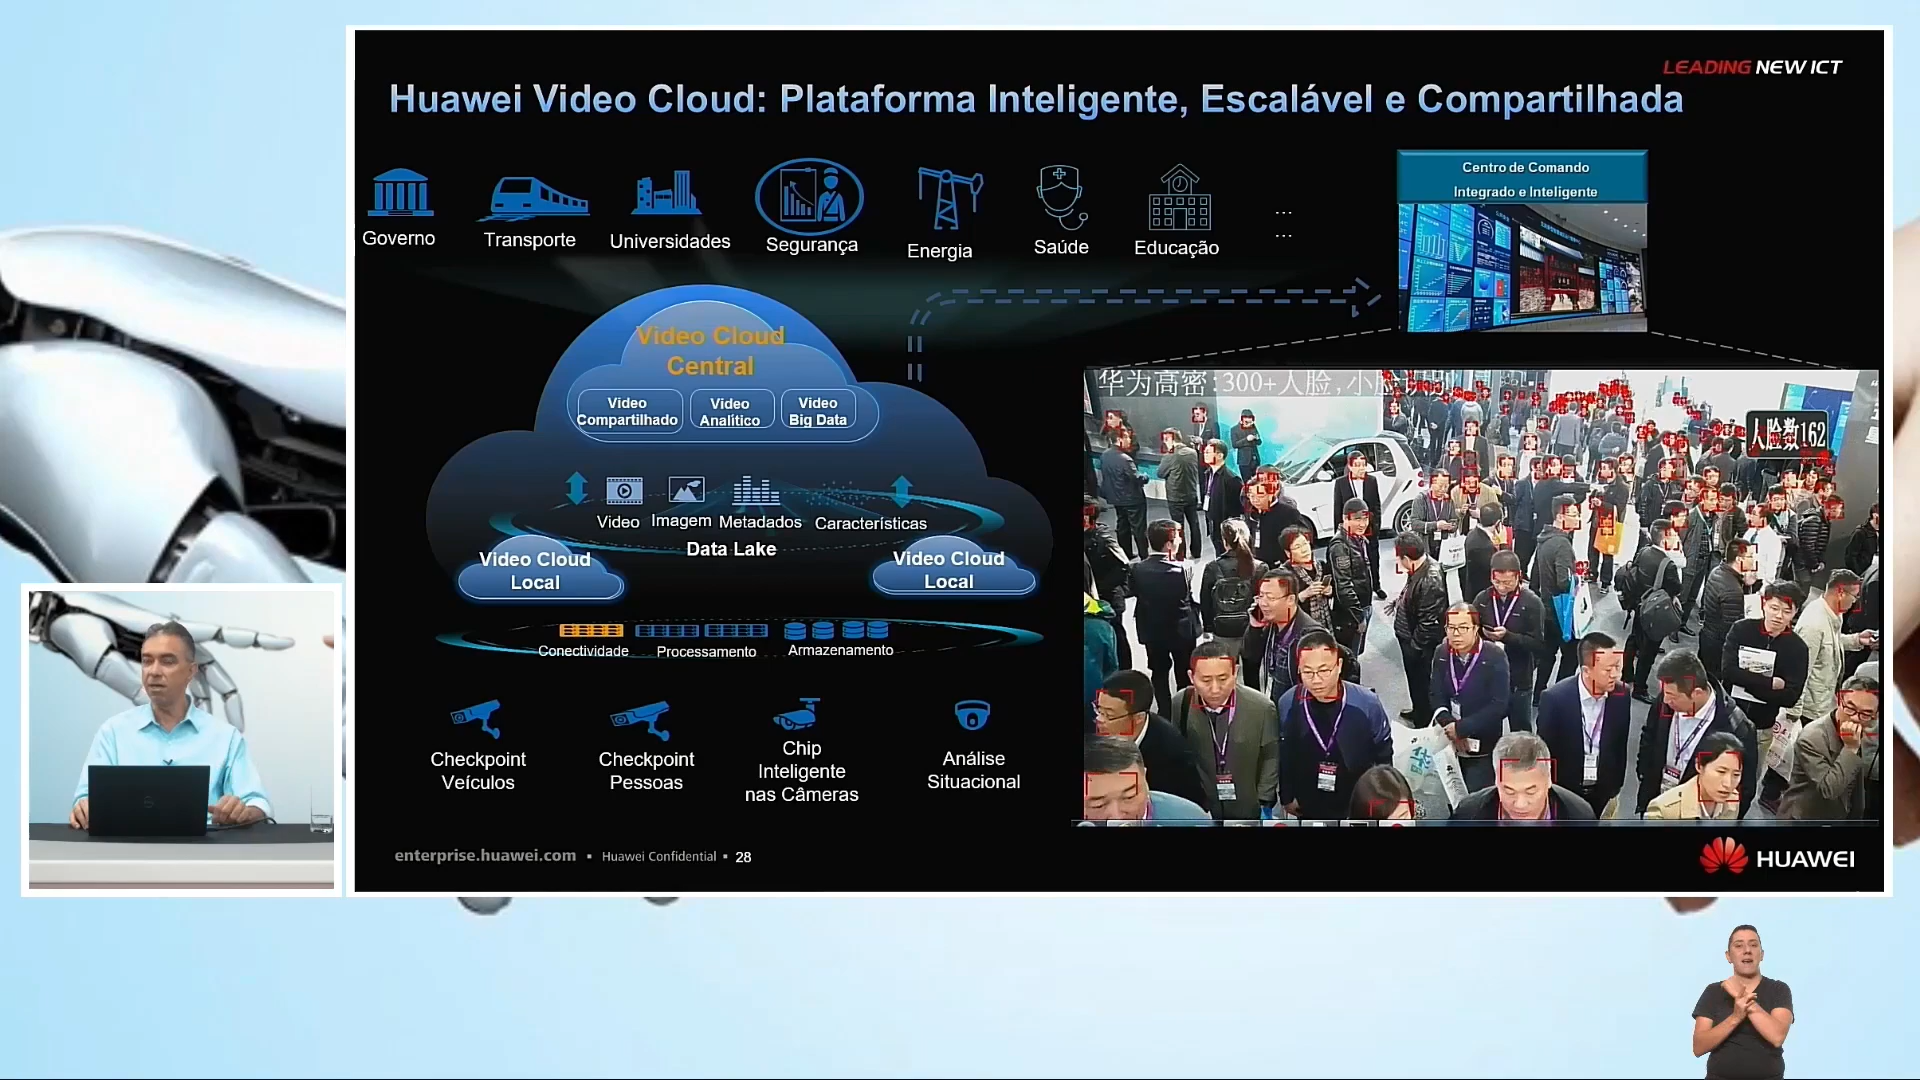 LEADING NEW ICT
Huawei Video Cloud: Plataforma Inteligente, Escalável e Compartilhada
Governo
Transporte
Universidades
Segurança
Energia
Saúde
Educação
...
...
Centro de Comando
Integrado e Inteligente
Video Cloud
Central
Video
Compartilhado
Video
Analítico
Video
Big Data
Video
Imagem
Metadados
Características
Data Lake
Video Cloud
Local
Video Cloud
Local
Conectividade
Processamento
Armazenamento
Checkpoint
Veículos
Checkpoint
Pessoas
Chip
Inteligente
nas Câmeras
Análise
Situacional
华为高密:300+人脸,小
人脸数162
enterprise.huawei.com ▪ Huawei Confidential ▪ 28
HUAWEI